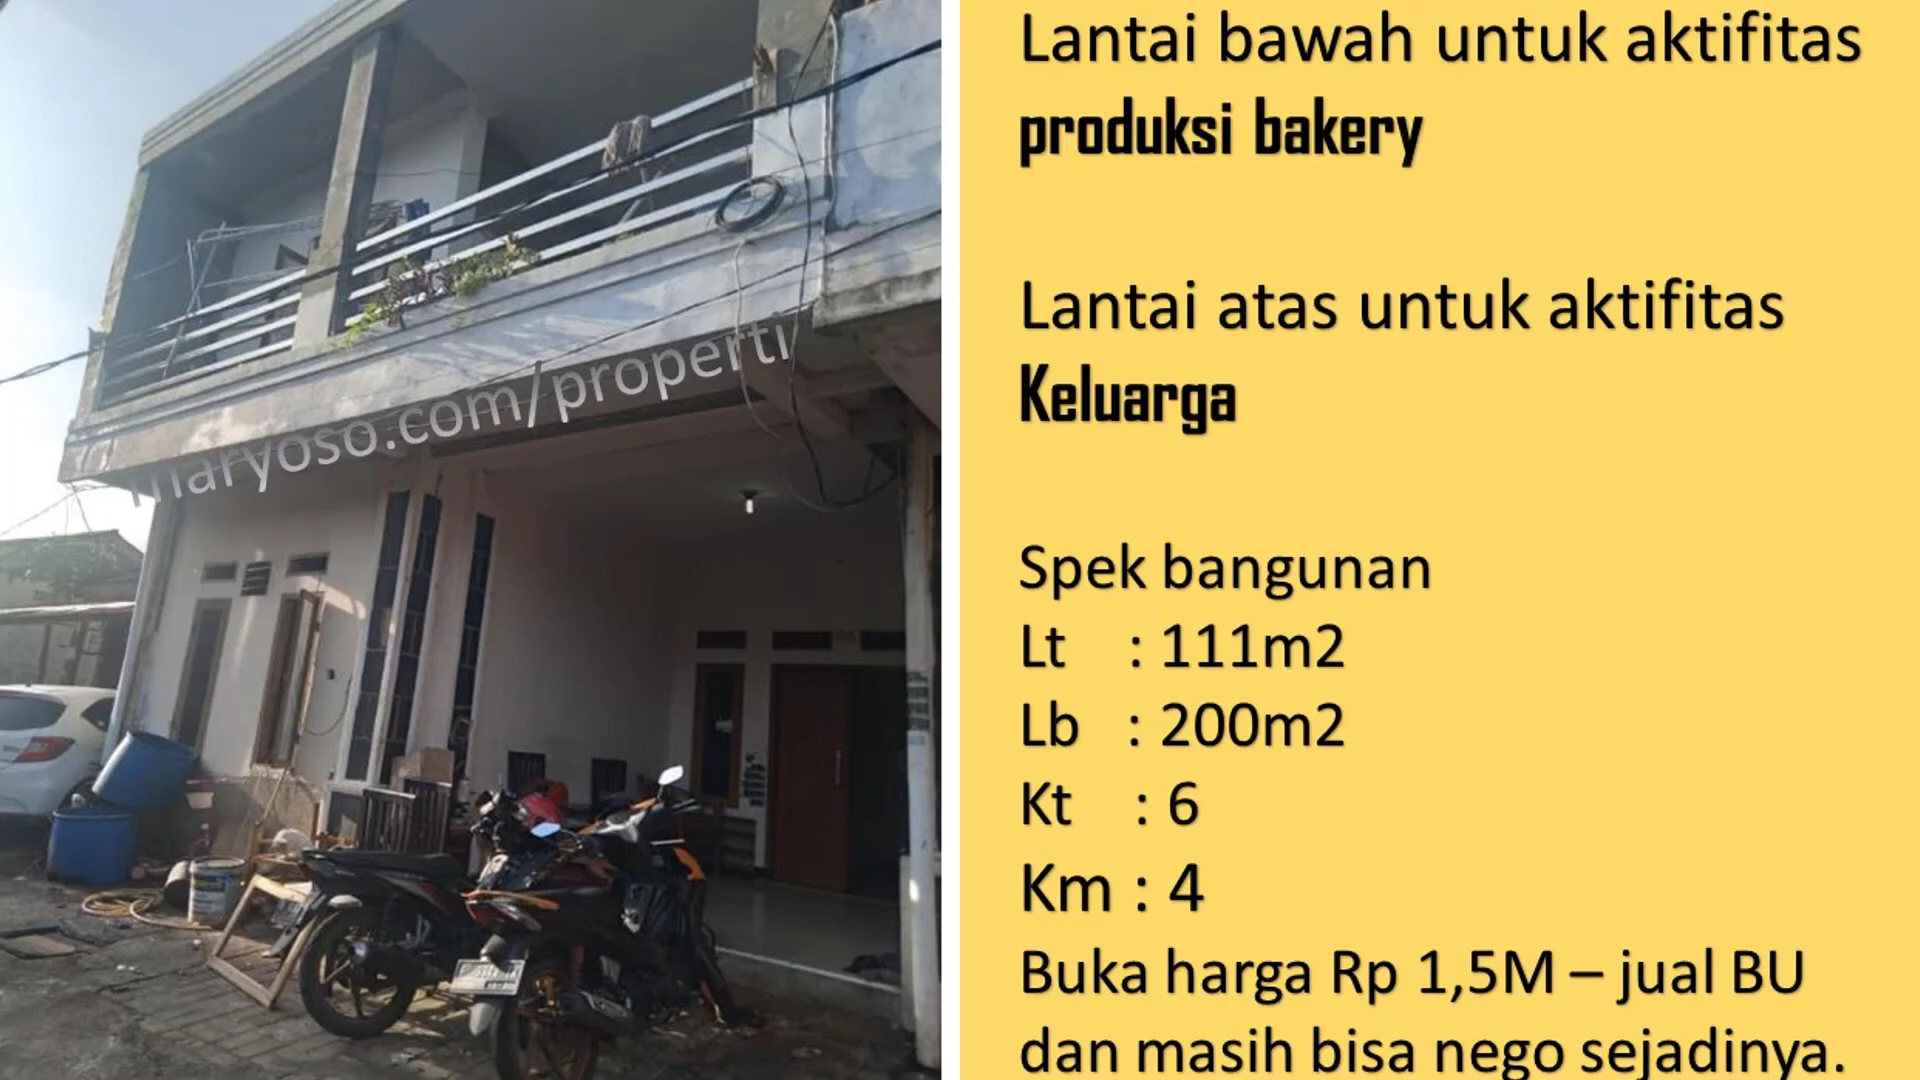 maryoso.com/properti
Lantai bawah untuk aktifitas
produksi bakery
Lantai atas untuk aktifitas
Keluarga
Spek bangunan
Lt : 111m2
Lb : 200m2
Kt : 6
Km : 4
Buka harga Rp 1,5M – jual BU
dan masih bisa nego sejadinya.